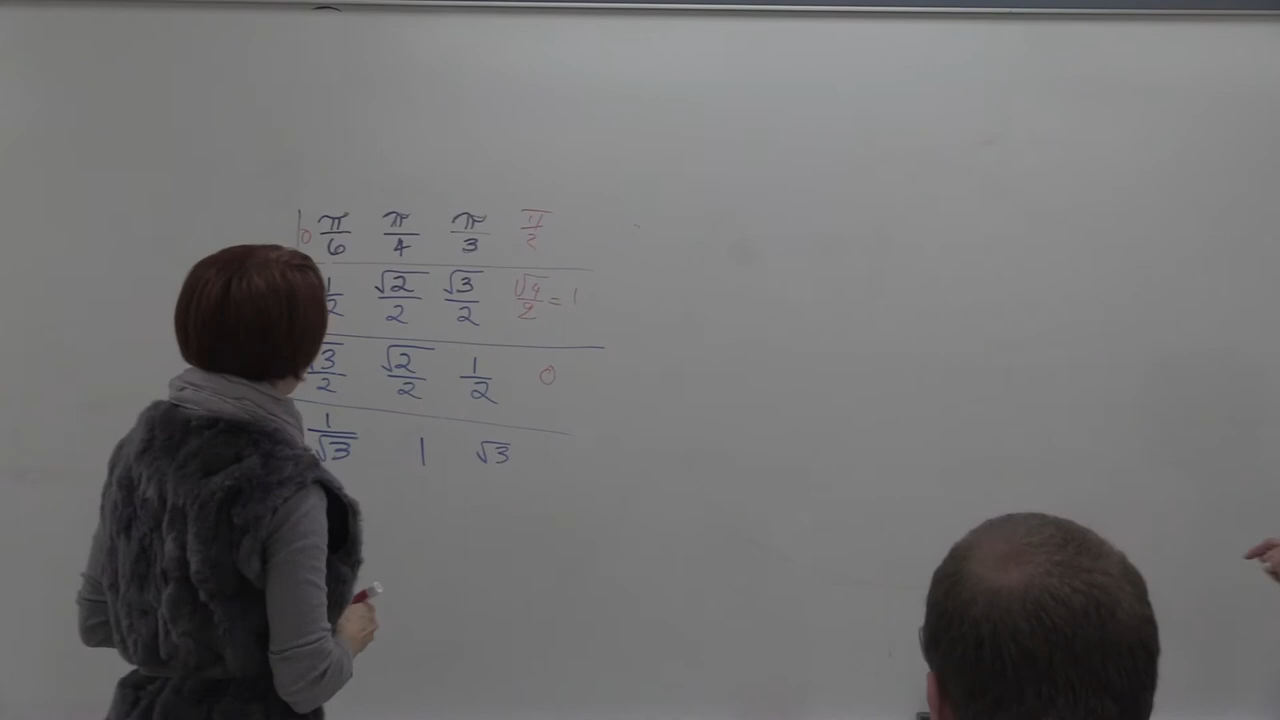 0 π/6 π/4 π/3 π/2
1/2 √2/2 √3/2 √4/2 = 1
√3/2 √2/2 1/2 0
1/√3 1 √3